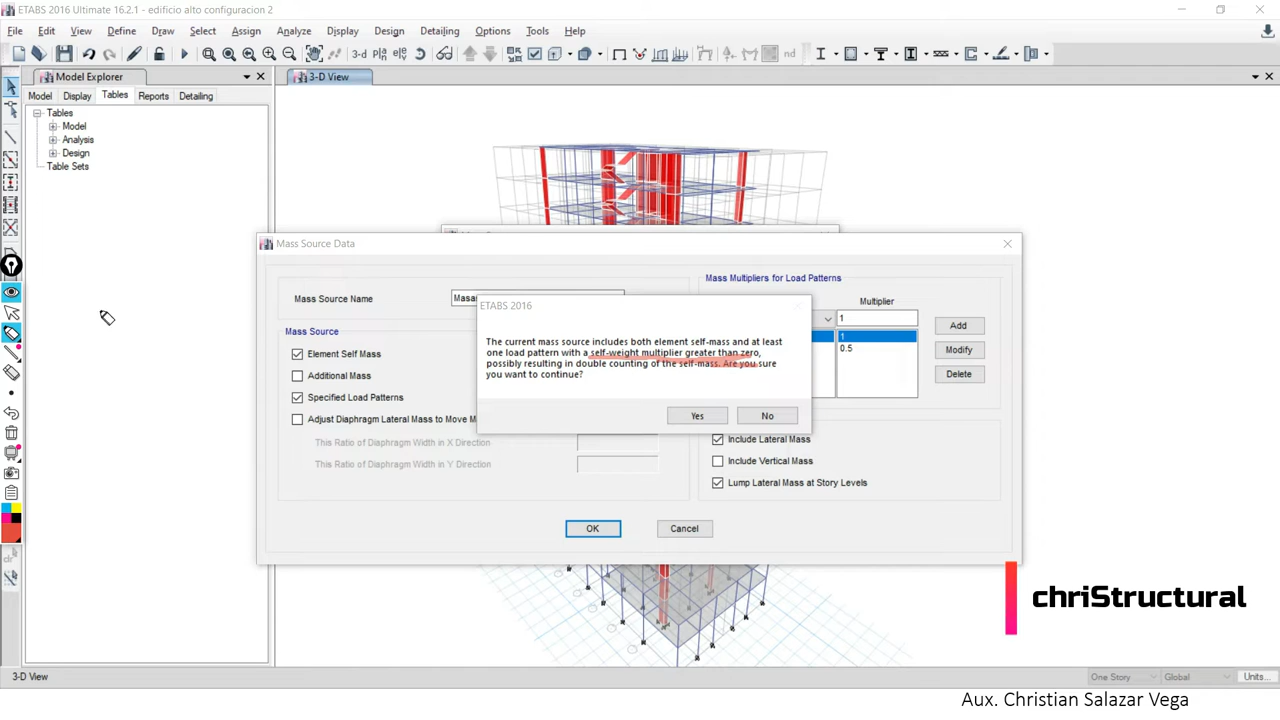 ETABS 2016 Ultimate 16.2.1 - edificio alto configuracion 2
File Edit View Define Draw Select Assign Analyze Display Design Detailing Options Tools Help
3-d nd
Model Explorer
3-D View
Model Display Tables Reports Detailing
Tables
Model
Analysis
Design
Table Sets
Mass Source Data
Mass Source Name
Mass Multipliers for Load Patterns
Multiplier
1
Add
1
0.5
Modify
Delete
Mass Source
Element Self Mass
Additional Mass
Specified Load Patterns
Adjust Diaphragm Lateral Mass to Move M
This Ratio of Diaphragm Width in X Direction
This Ratio of Diaphragm Width in Y Direction
ETABS 2016
The current mass source includes both element self-mass and at least
one load pattern with a self-weight multiplier greater than zero,
possibly resulting in double counting of the self-mass. Are you sure
you want to continue?
Yes No
Include Lateral Mass
Include Vertical Mass
Lump Lateral Mass at Story Levels
OK Cancel
chriStructural
3-D View
One Story Global Units...
Aux. Christian Salazar Vega